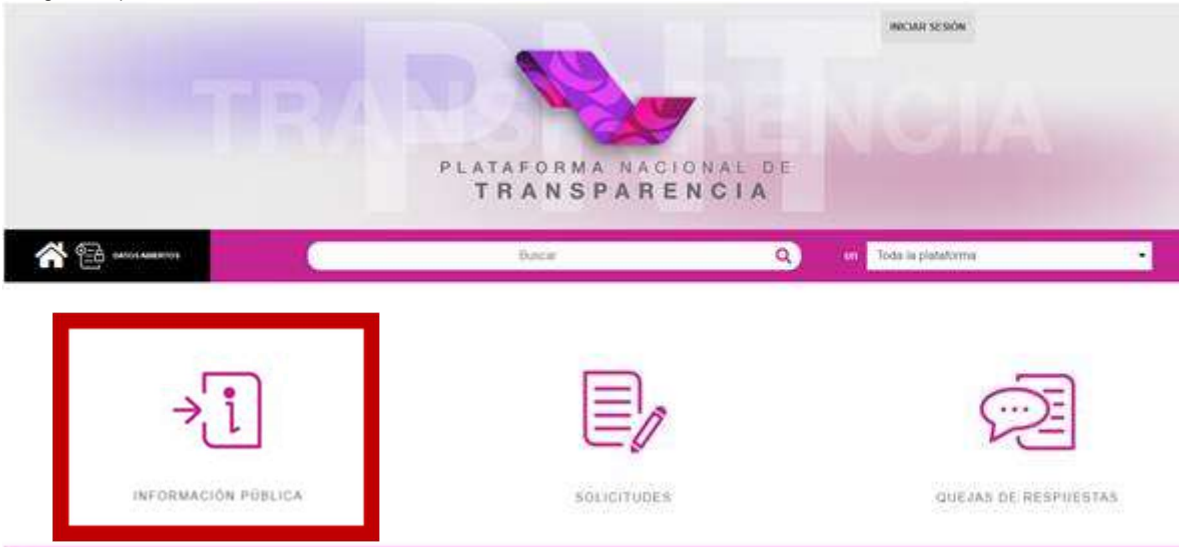 INICIAR SESIÓN
PNT
TRANSPARENCIA
PLATAFORMA NACIONAL DE
TRANSPARENCIA
DATOS ABIERTOS
Buscar
en
Toda la plataforma
INFORMACIÓN PÚBLICA
SOLICITUDES
QUEJAS DE RESPUESTAS